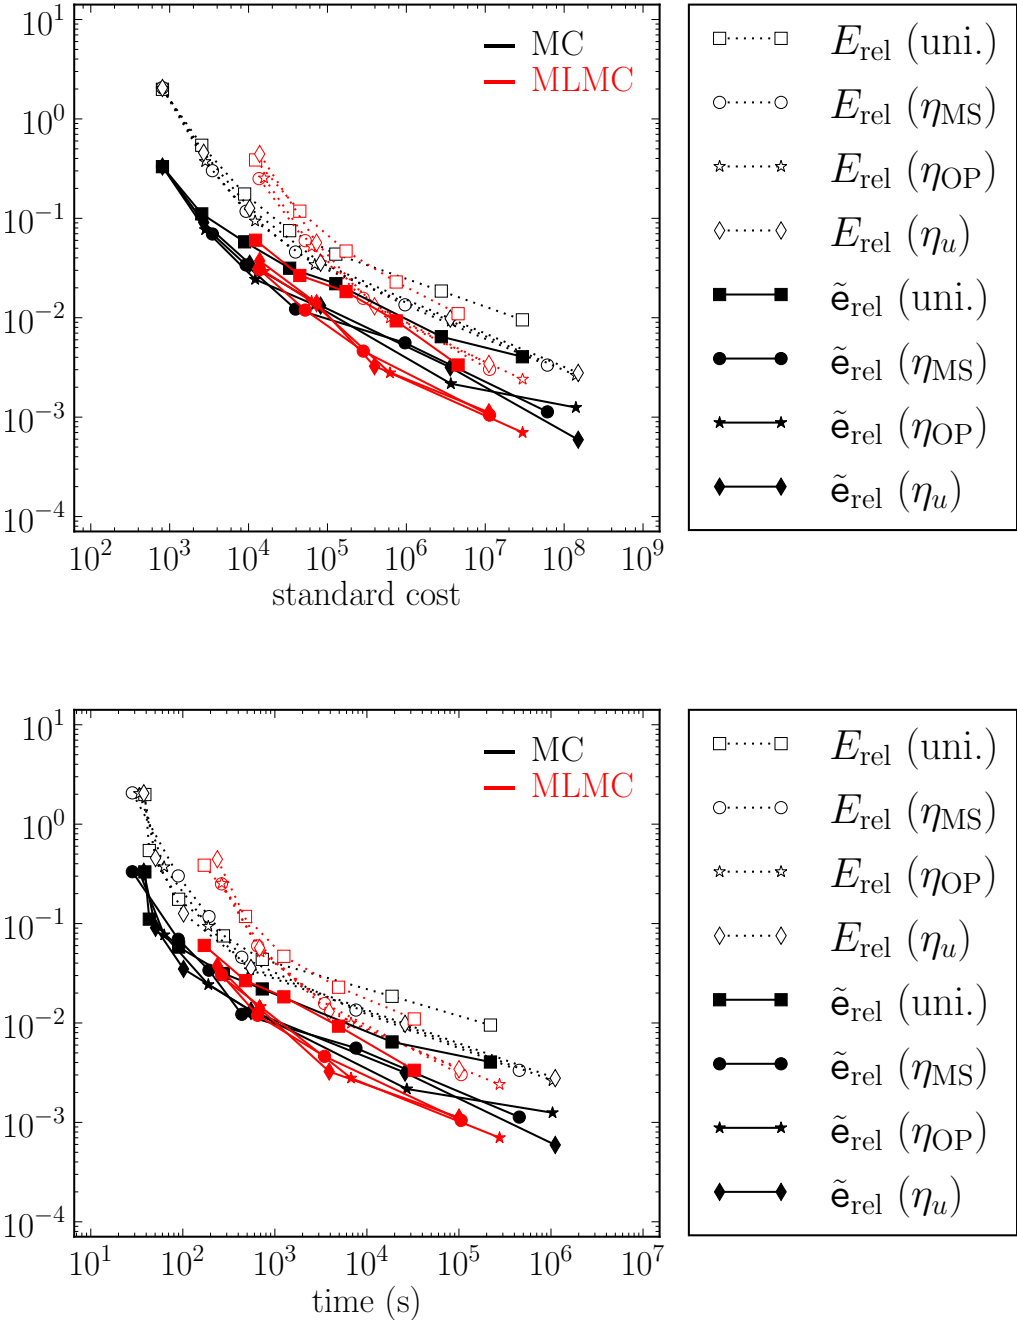 10^1
10^0
10^{-1}
10^{-2}
10^{-3}
10^{-4}
MC
MLMC
10^2 10^3 10^4 10^5 10^6 10^7 10^8 10^9
standard cost
E_rel (uni.)
E_rel (η_MS)
E_rel (η_OP)
E_rel (η_u)
ẽ_rel (uni.)
ẽ_rel (η_MS)
ẽ_rel (η_OP)
ẽ_rel (η_u)
10^1
10^0
10^{-1}
10^{-2}
10^{-3}
10^{-4}
MC
MLMC
10^1 10^2 10^3 10^4 10^5 10^6 10^7
time (s)
E_rel (uni.)
E_rel (η_MS)
E_rel (η_OP)
E_rel (η_u)
ẽ_rel (uni.)
ẽ_rel (η_MS)
ẽ_rel (η_OP)
ẽ_rel (η_u)